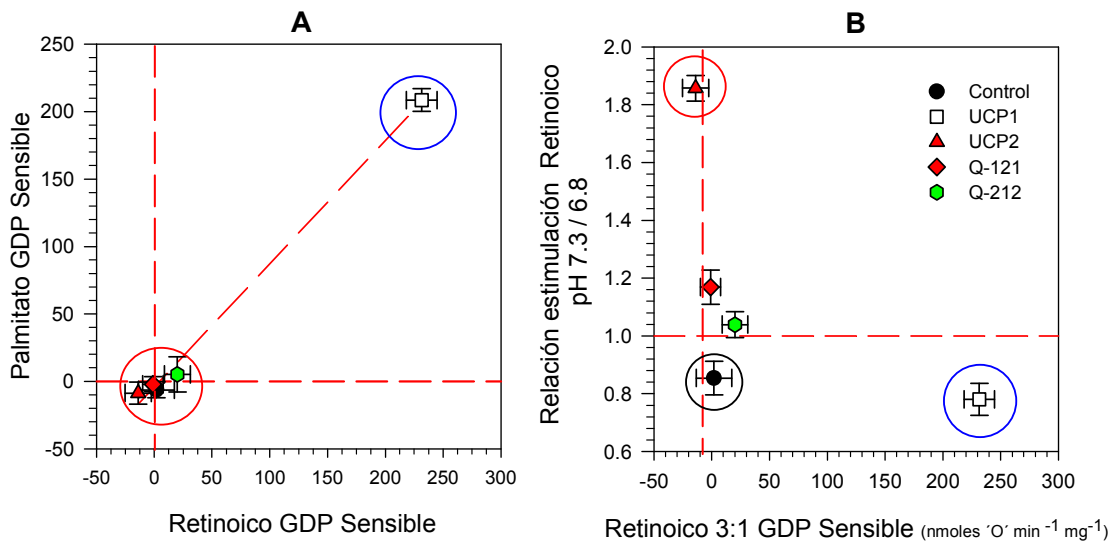 A
Palmitato GDP Sensible
250
200
150
100
50
0
-50
-50 0 50 100 150 200 250 300
Retinoico GDP Sensible
B
Relación estimulación Retinoico
pH 7.3 / 6.8
2.0
1.8
1.6
1.4
1.2
1.0
0.8
0.6
Control
UCP1
UCP2
Q-121
Q-212
-50 0 50 100 150 200 250 300
Retinoico 3:1 GDP Sensible (nmoles ´O´ min -1 mg-1)